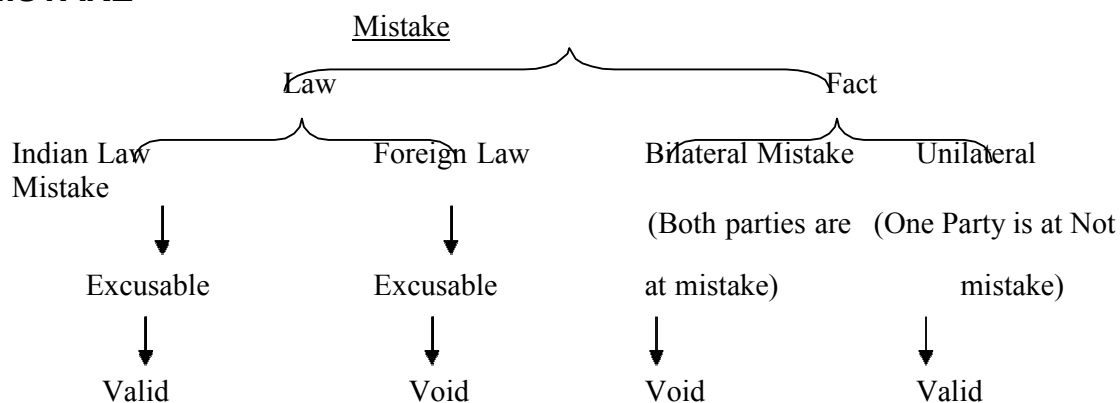 Mistake
Law Fact
Indian Law Foreign Law Bilateral Mistake Unilateral
Mistake
(Both parties are (One Party is at Not
Excusable Excusable at mistake) mistake)
Valid Void Void Valid